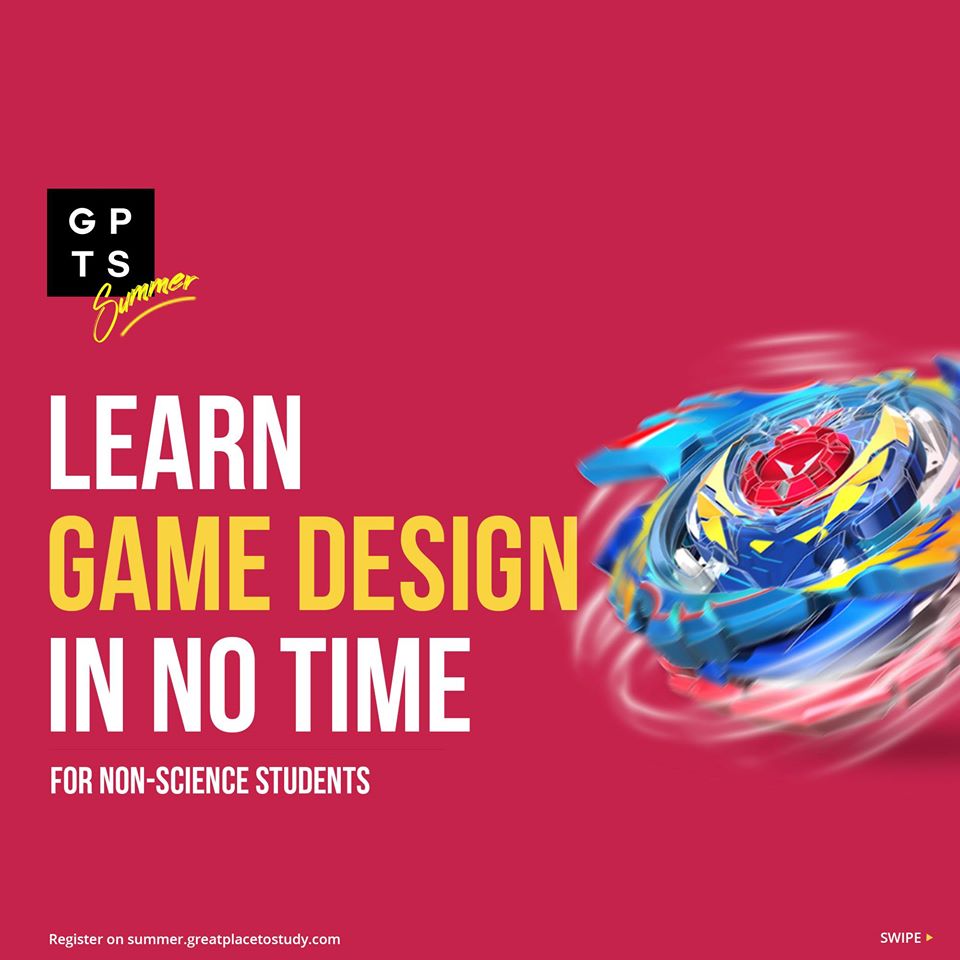 G P
T S
Summer
LEARN
GAME DESIGN
IN NO TIME
FOR NON-SCIENCE STUDENTS
Register on summer.greatplacetostudy.com
SWIPE